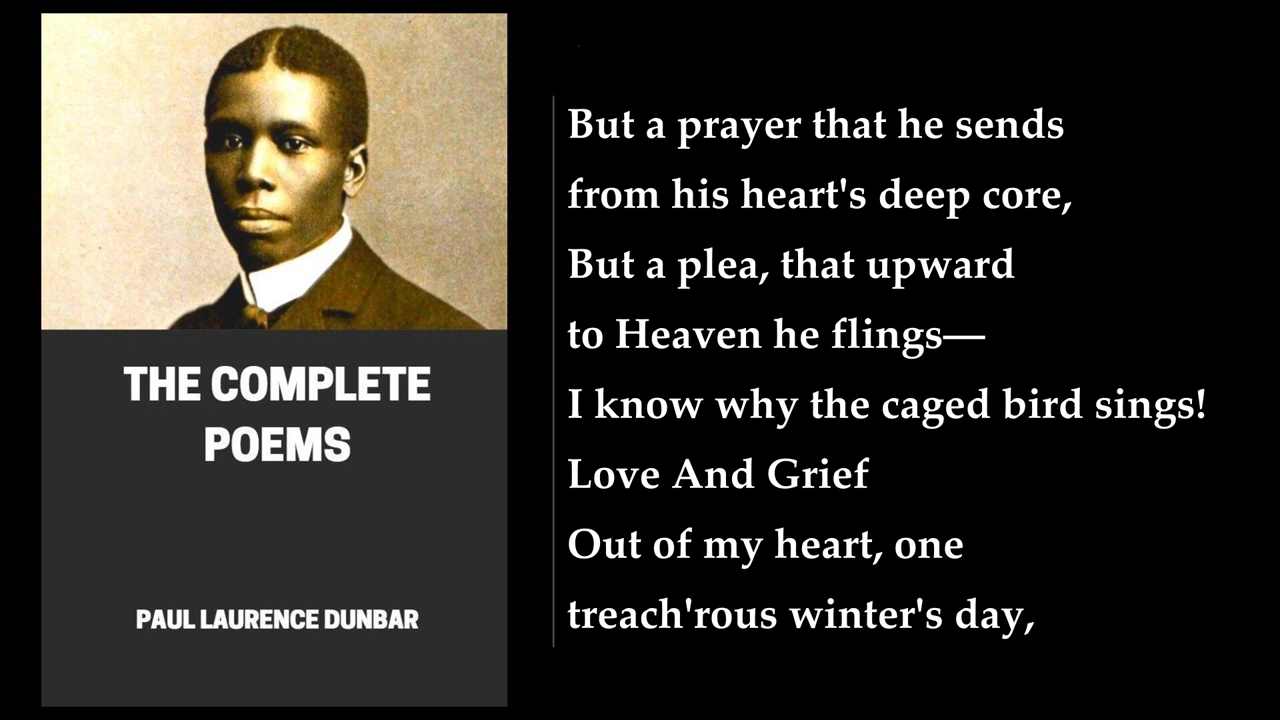 THE COMPLETE
POEMS
PAUL LAURENCE DUNBAR
But a prayer that he sends
from his heart's deep core,
But a plea, that upward
to Heaven he flings—
I know why the caged bird sings!
Love And Grief
Out of my heart, one
treach'rous winter's day,